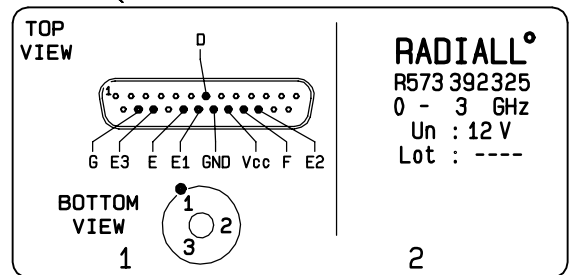 TOP
VIEW
D
1
G E3 E E1 GND Vcc F E2
BOTTOM
VIEW
1
2
3
1
RADIALL°
R573 392325
0 - 3 GHz
Un : 12 V
Lot : ----
2